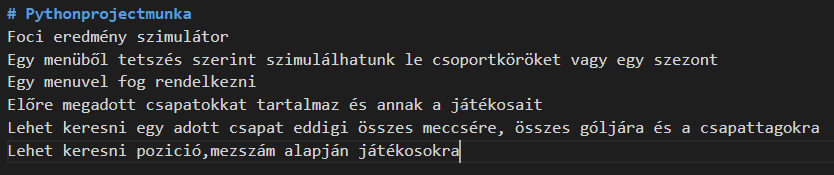 # Pythonprojectmunka
Foci eredmény szimulátor
Egy menüből tetszés szerint szimulálhatunk le csoportköröket vagy egy szezont
Egy menuvel fog rendelkezni
Előre megadott csapatokkat tartalmaz és annak a játékosait
Lehet keresni egy adott csapat eddigi összes meccsére, összes góljára és a csapattagokra
Lehet keresni pozició,mezszám alapján játékosokra